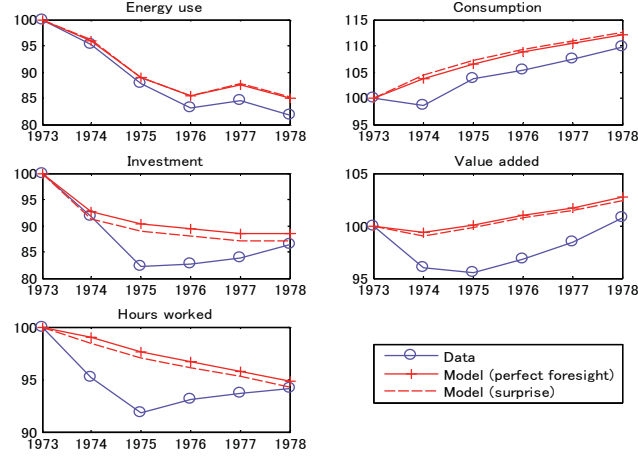 Energy use
100
95
90
85
80
1973 1974 1975 1976 1977 1978
Consumption
115
110
105
100
95
1973 1974 1975 1976 1977 1978
Investment
100
95
90
85
80
1973 1974 1975 1976 1977 1978
Value added
105
100
95
1973 1974 1975 1976 1977 1978
Hours worked
100
95
90
1973 1974 1975 1976 1977 1978
Data
Model (perfect foresight)
Model (surprise)